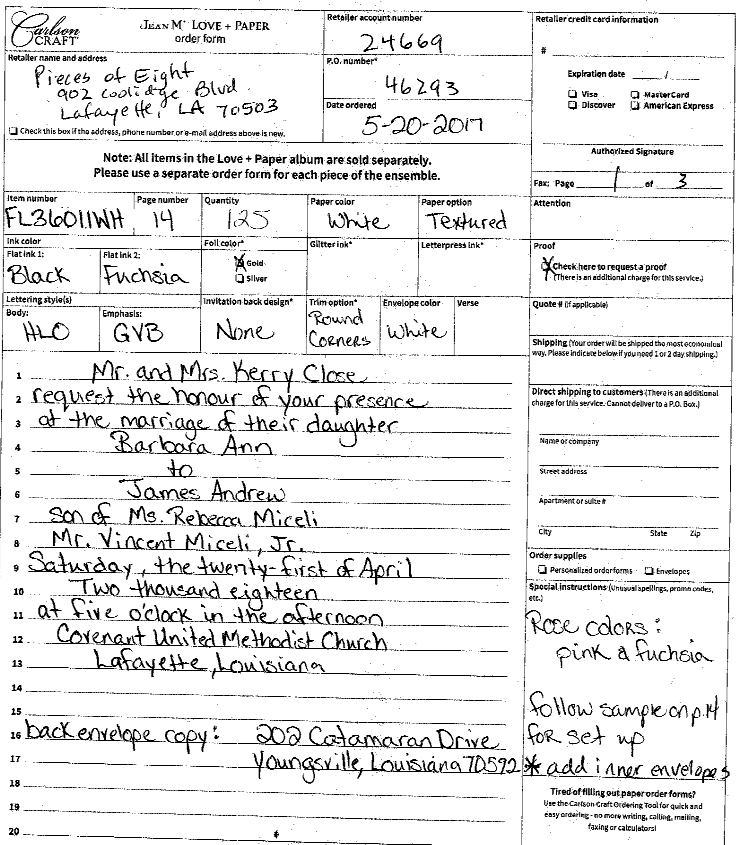 Carlson CRAFT
JEAN M LOVE + PAPER
order form
Retailer account number
24669
Retailer credit card information
#
Expiration date ____/____
Visa MasterCard
Discover American Express
Authorized Signature
Fax: Page 1 of 3
Retailer name and address
Pieces of Eight
902 Coolidge Blvd
Lafayette, LA 70503
Check this box if the address, phone number, or e-mail address above is new.
P.O. number*
46293
Date ordered
5-20-2017
Note: All items in the Love + Paper album are sold separately.
Please use a separate order form for each piece of the ensemble.
Item number Page number Quantity Paper color Paper option
FL36011WH 14 125 White Textured
Attention
Ink color Foil color* Glitter ink* Letterpress ink*
Flat ink 1: Flat ink 2:
Black Fuchsia
X Gold
Silver
Proof
X Check here to request a proof
(There is an additional charge for this service.)
Lettering style(s) Invitation back design* Trim option* Envelope color Verse
Body: Emphasis:
HLO GVB None Round Corners White
Quote # (if applicable)
Shipping (Your order will be shipped the most economical
way. Please indicate below if you need 1 or 2 day shipping.)
Direct shipping to customers (There is an additional
charge for this service. Cannot deliver to a P.O. Box.)
Name or company
Street address
Apartment or suite #
City State Zip
Order supplies
Personalized order forms Envelopes
Special instructions (Unusual spellings, promo codes,
etc.)
Rose colors:
pink & fuchsia
follow sample on p.14
for set up
* add inner envelopes
Tired of filling out paper order forms?
Use the Carlson Craft Ordering Tool for quick and
easy ordering - no more writing, calling, mailing,
faxing or calculators!
1 Mr. and Mrs. Kerry Close
2 request the honour of your presence
3 at the marriage of their daughter
4 Barbara Ann
5 to
6 James Andrew
7 son of Ms. Rebecca Miceli
8 Mr. Vincent Miceli, Jr.
9 Saturday, the twenty-first of April
10 Two thousand eighteen
11 at five o'clock in the afternoon
12 Covenant United Methodist Church
13 Lafayette, Louisiana
14
15
16 back envelope copy: 202 Catamaran Drive
17 Youngsville, Louisiana 70592
18
19
20